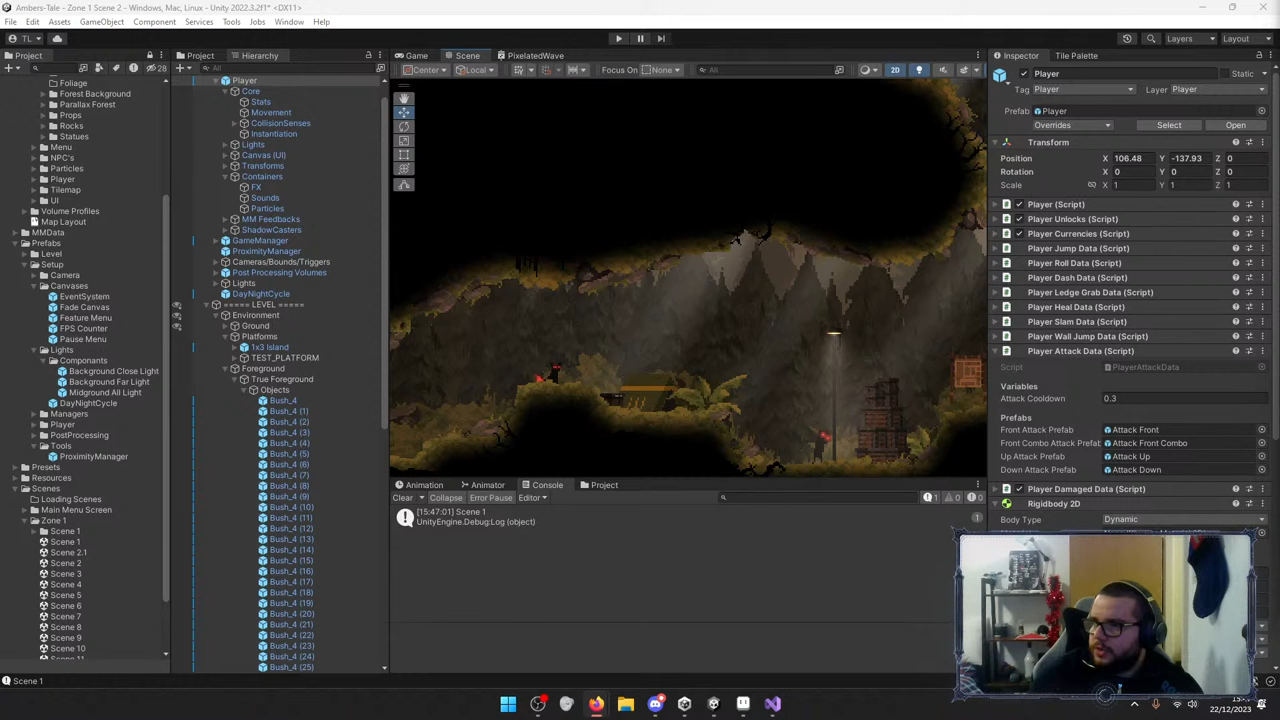 Ambers-Tale - Zone 1 Scene 2 - Windows, Mac, Linux - Unity 2022.3.2f1* <DX11>
File Edit Assets GameObject Component Services Tools Jobs Window Help
TL
Layers
Layout
Project
28
Foliage
Forest Background
Parallax Forest
Props
Rocks
Statues
Menu
NPC's
Particles
Player
Tilemap
UI
Volume Profiles
Map Layout
MMData
Prefabs
Level
Setup
Camera
Canvases
EventSystem
Fade Canvas
Feature Menu
FPS Counter
Pause Menu
Lights
Componants
Background Close Light
Background Far Light
Midground All Light
DayNightCycle
Managers
Player
PostProcessing
Tools
ProximityManager
Presets
Resources
Scenes
Loading Scenes
Main Menu Screen
Zone 1
Scene 1
Scene 1
Scene 2.1
Scene 2
Scene 3
Scene 4
Scene 5
Scene 6
Scene 7
Scene 8
Scene 9
Scene 10
Scene 11
Project Hierarchy
All
Player
Core
Stats
Movement
CollisionSenses
Instantiation
Lights
Canvas (UI)
Transforms
Containers
FX
Sounds
Particles
MM Feedbacks
ShadowCasters
GameManager
ProximityManager
Cameras/Bounds/Triggers
Post Processing Volumes
Lights
DayNightCycle
===== LEVEL =====
Environment
Ground
Platforms
1x3 Island
TEST_PLATFORM
Foreground
True Foreground
Objects
Bush_4
Bush_4 (1)
Bush_4 (2)
Bush_4 (3)
Bush_4 (4)
Bush_4 (5)
Bush_4 (6)
Bush_4 (7)
Bush_4 (8)
Bush_4 (9)
Bush_4 (10)
Bush_4 (11)
Bush_4 (12)
Bush_4 (13)
Bush_4 (14)
Bush_4 (15)
Bush_4 (16)
Bush_4 (17)
Bush_4 (18)
Bush_4 (19)
Bush_4 (20)
Bush_4 (21)
Bush_4 (22)
Bush_4 (23)
Bush_4 (24)
Bush_4 (25)
Game Scene PixelatedWave
Center Local Focus On None All 2D
Animation Animator Console Project
Clear Collapse Error Pause Editor 1 0 0
[15:47:01] Scene 1
UnityEngine.Debug:Log (object)
1
Inspector Tile Palette
Player Static
Tag Player Layer Player
Prefab Player
Overrides Select Open
Transform
Position X 106.48 Y -137.93 Z 0
Rotation X 0 Y 0 Z 0
Scale X 1 Y 1 Z 1
Player (Script)
Player Unlocks (Script)
Player Currencies (Script)
Player Jump Data (Script)
Player Roll Data (Script)
Player Dash Data (Script)
Player Ledge Grab Data (Script)
Player Heal Data (Script)
Player Slam Data (Script)
Player Wall Jump Data (Script)
Player Attack Data (Script)
Script PlayerAttackData
Variables
Attack Cooldown 0.3
Prefabs
Front Attack Prefab Attack Front
Front Combo Attack Prefab Attack Front Combo
Up Attack Prefab Attack Up
Down Attack Prefab Attack Down
Player Damaged Data (Script)
Rigidbody 2D
Body Type Dynamic
Scene 1
22/12/2023